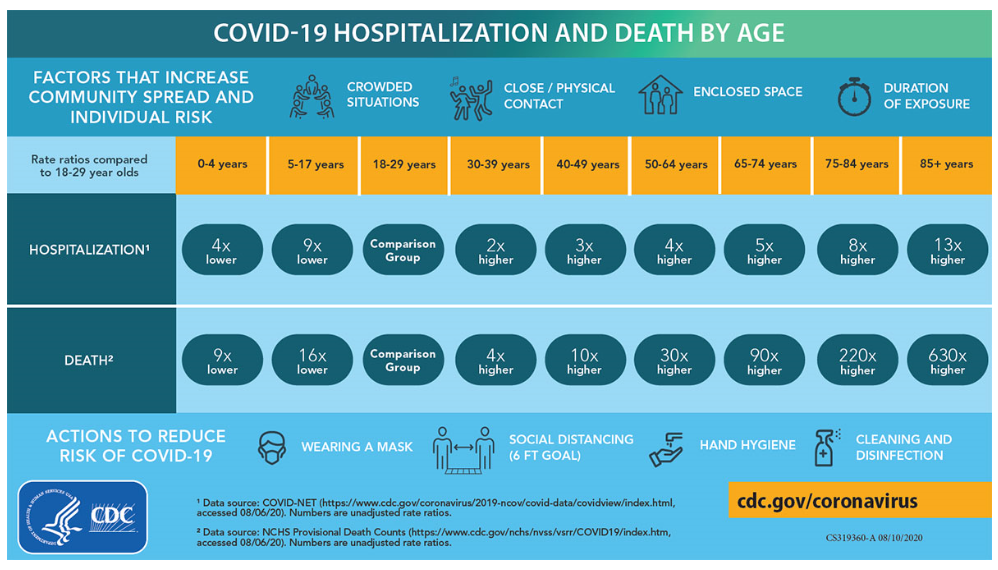 COVID-19 HOSPITALIZATION AND DEATH BY AGE
FACTORS THAT INCREASE
COMMUNITY SPREAD AND
INDIVIDUAL RISK
CROWDED
SITUATIONS
CLOSE / PHYSICAL
CONTACT
ENCLOSED SPACE
DURATION
OF EXPOSURE
Rate ratios compared
to 18-29 year olds
0-4 years
5-17 years
18-29 years
30-39 years
40-49 years
50-64 years
65-74 years
75-84 years
85+ years
HOSPITALIZATION¹
4x
lower
9x
lower
Comparison
Group
2x
higher
3x
higher
4x
higher
5x
higher
8x
higher
13x
higher
DEATH²
9x
lower
16x
lower
Comparison
Group
4x
higher
10x
higher
30x
higher
90x
higher
220x
higher
630x
higher
ACTIONS TO REDUCE
RISK OF COVID-19
WEARING A MASK
SOCIAL DISTANCING
(6 FT GOAL)
HAND HYGIENE
CLEANING AND
DISINFECTION
CDC
¹ Data source: COVID-NET (https://www.cdc.gov/coronavirus/2019-ncov/covid-data/covidview/index.html,
accessed 08/06/20). Numbers are unadjusted rate ratios.
² Data source: NCHS Provisional Death Counts (https://www.cdc.gov/nchs/nvss/vsrr/COVID19/index.htm,
accessed 08/06/20). Numbers are unadjusted rate ratios.
cdc.gov/coronavirus
CS319360-A 08/10/2020